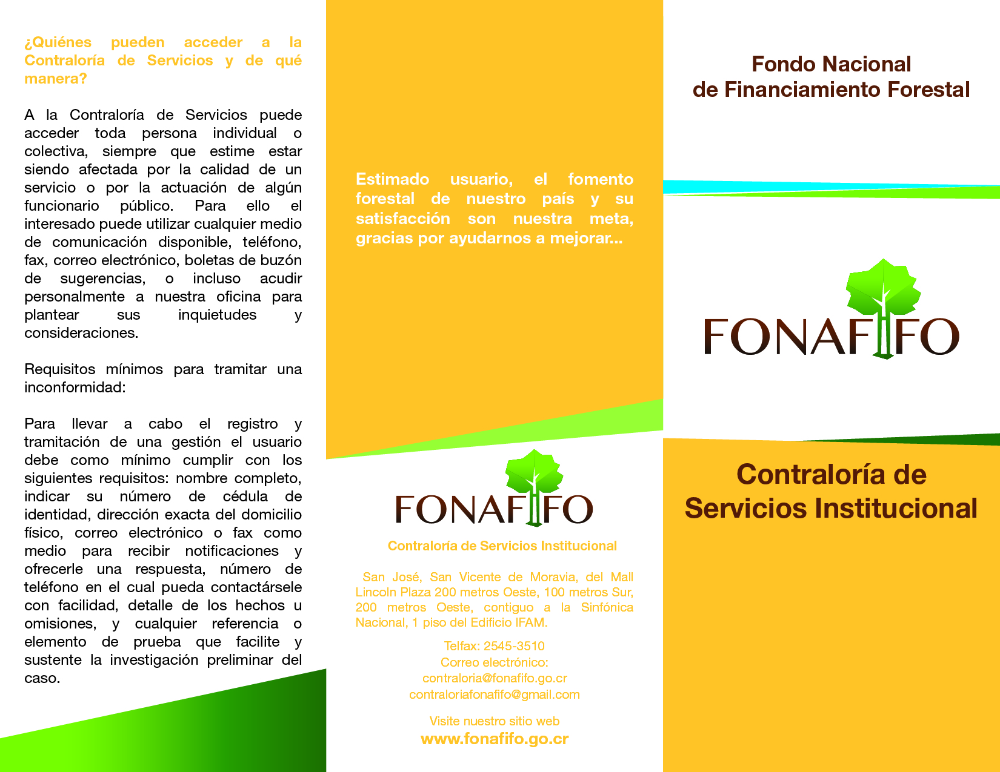 ¿Quiénes pueden acceder a la
Contraloría de Servicios y de qué
manera?
A la Contraloría de Servicios puede
acceder toda persona individual o
colectiva, siempre que estime estar
siendo afectada por la calidad de un
servicio o por la actuación de algún
funcionario público. Para ello el
interesado puede utilizar cualquier medio
de comunicación disponible, teléfono,
fax, correo electrónico, boletas de buzón
de sugerencias, o incluso acudir
personalmente a nuestra oficina para
plantear sus inquietudes y
consideraciones.
Requisitos mínimos para tramitar una
inconformidad:
Para llevar a cabo el registro y
tramitación de una gestión el usuario
debe como mínimo cumplir con los
siguientes requisitos: nombre completo,
indicar su número de cédula de
identidad, dirección exacta del domicilio
físico, correo electrónico o fax como
medio para recibir notificaciones y
ofrecerle una respuesta, número de
teléfono en el cual pueda contactársele
con facilidad, detalle de los hechos u
omisiones, y cualquier referencia o
elemento de prueba que facilite y
sustente la investigación preliminar del
caso.
Estimado usuario, el fomento
forestal de nuestro país y su
satisfacción son nuestra meta,
gracias por ayudarnos a mejorar...
FONAFIFO
Contraloría de Servicios Institucional
San José, San Vicente de Moravia, del Mall
Lincoln Plaza 200 metros Oeste, 100 metros Sur,
200 metros Oeste, contiguo a la Sinfónica
Nacional, 1 piso del Edificio IFAM.
Telfax: 2545-3510
Correo electrónico:
contraloria@fonafifo.go.cr
contraloriafonafifo@gmail.com
Visite nuestro sitio web
www.fonafifo.go.cr
Fondo Nacional
de Financiamiento Forestal
FONAFIFO
Contraloría de
Servicios Institucional